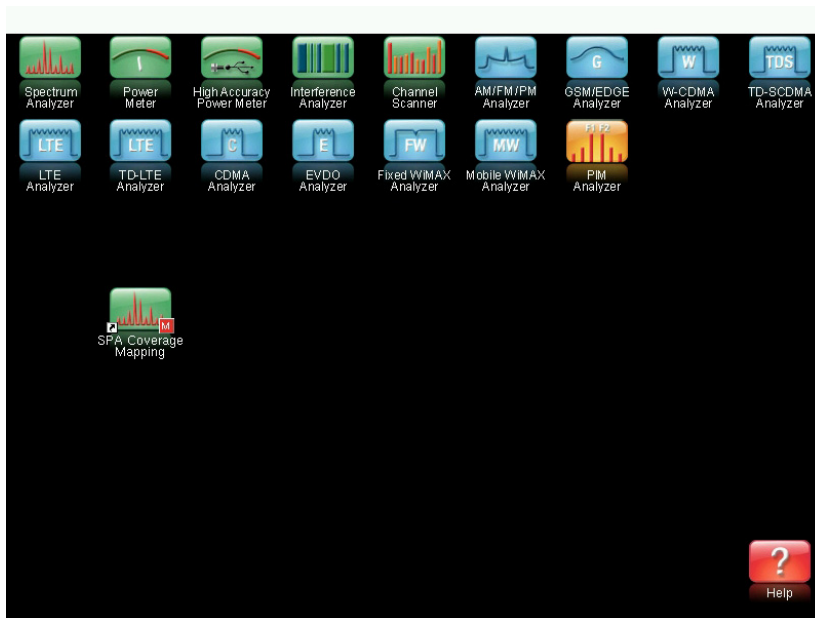 W
TDS
G
Spectrum Analyzer
Power Meter
High Accuracy Power Meter
Interference Analyzer
Channel Scanner
AM/FM/PM Analyzer
GSM/EDGE Analyzer
W-CDMA Analyzer
TD-SCDMA Analyzer
F1 F2
LTE
LTE
C
E
FW
MW
LTE Analyzer
TD-LTE Analyzer
CDMA Analyzer
EVDO Analyzer
Fixed WiMAX Analyzer
Mobile WiMAX Analyzer
PIM Analyzer
M
SPA Coverage
Mapping
?
Help